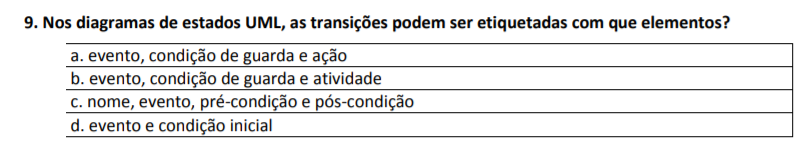 9. Nos diagramas de estados UML, as transições podem ser etiquetadas com que elementos?
a. evento, condição de guarda e ação
b. evento, condição de guarda e atividade
c. nome, evento, pré-condição e pós-condição
d. evento e condição inicial